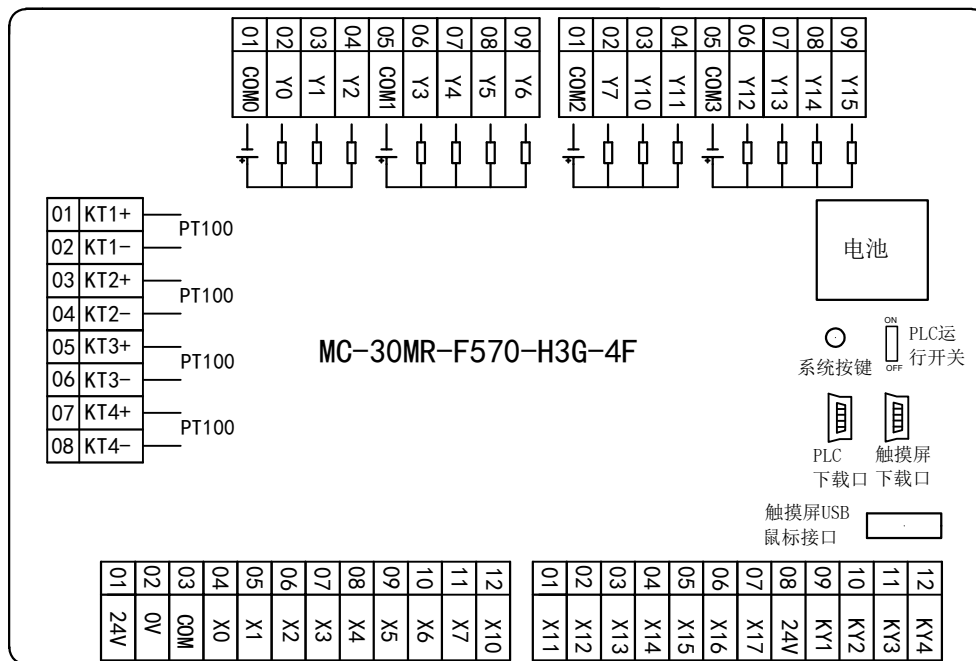 01 02 03 04 05 06 07 08 09
COM0 Y0 Y1 Y2 COM1 Y3 Y4 Y5 Y6
01 02 03 04 05 06 07 08 09
COM2 Y7 Y10 Y11 COM3 Y12 Y13 Y14 Y15
01 KT1+
PT100
02 KT1-
03 KT2+
PT100
04 KT2-
05 KT3+
PT100
06 KT3-
07 KT4+
PT100
08 KT4-
MC-30MR-F570-H3G-4F
电池
系统按键
ON
OFF
PLC运
行开关
PLC
下载口
触摸屏
下载口
触摸屏USB
鼠标接口
01 02 03 04 05 06 07 08 09 10 11 12
24V 0V COM X0 X1 X2 X3 X4 X5 X6 X7 X10
01 02 03 04 05 06 07 08 09 10 11 12
X11 X12 X13 X14 X15 X16 X17 24V KY1 KY2 KY3 KY4